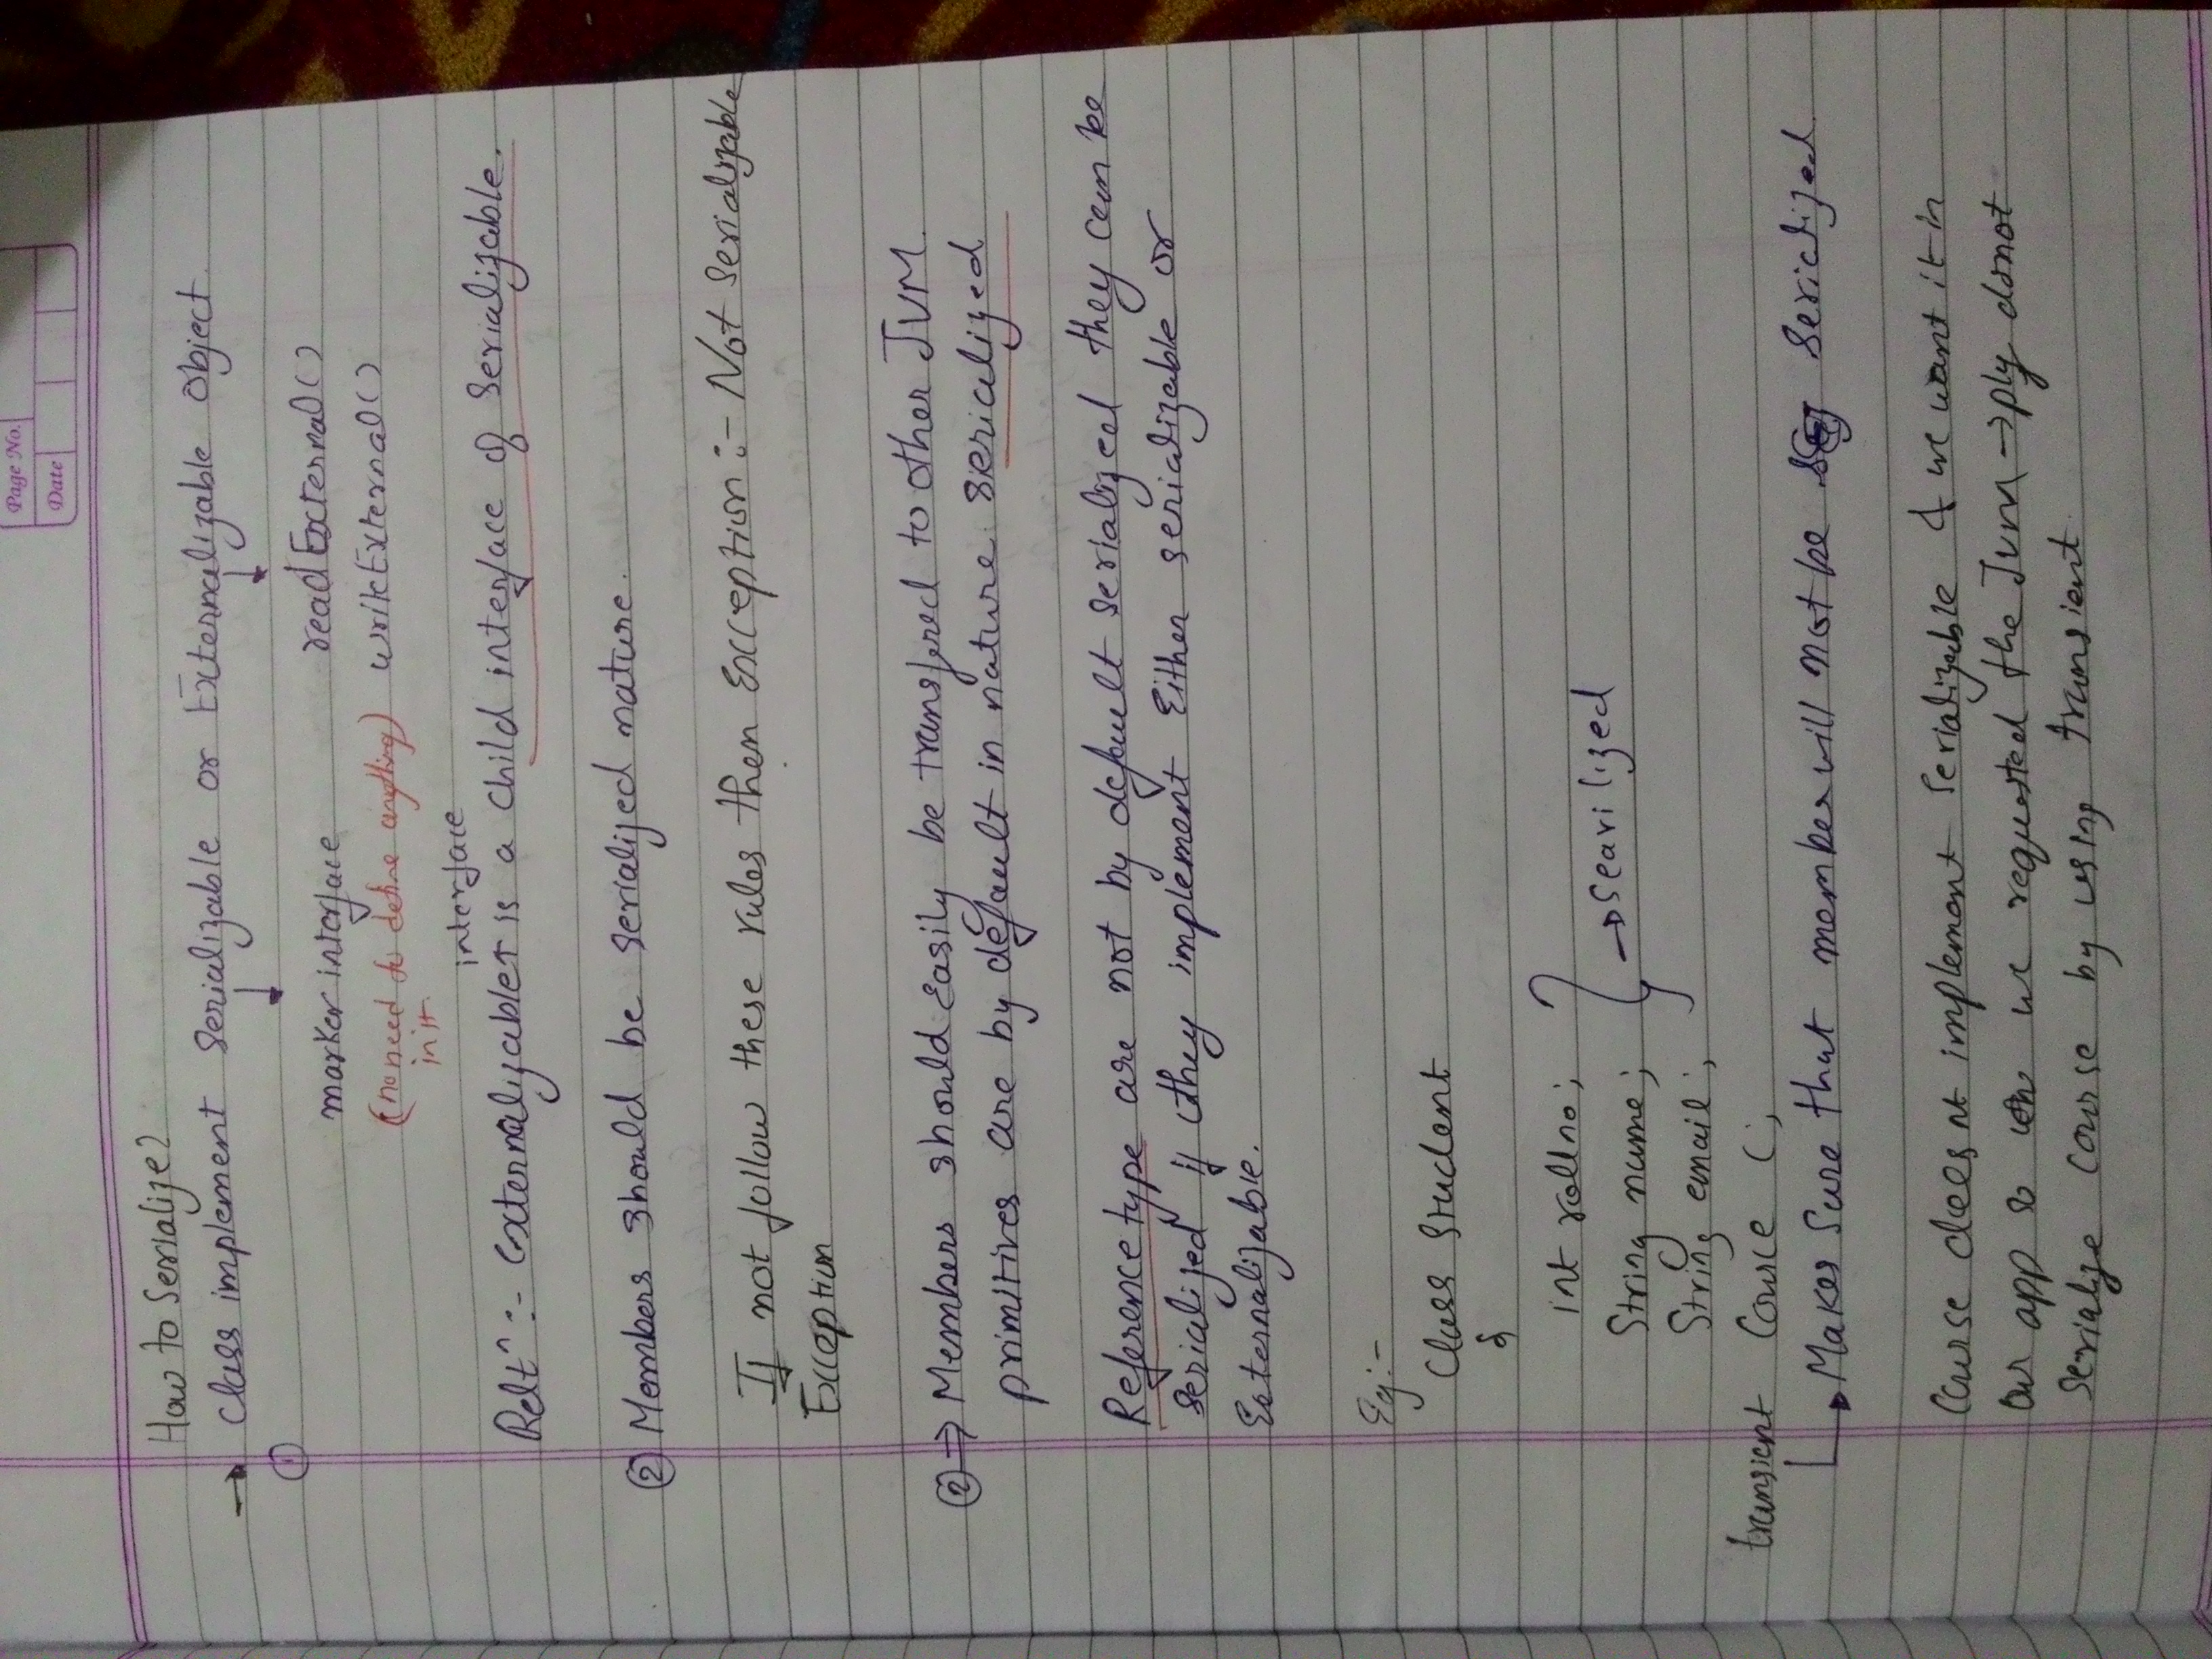 Page No.
Date
How to Serialize?
→ class implement Serializable or Externalizable object.
①
marker interface readExternal()
(no need to define anything) writeExternal()
in it.
interface
Reltⁿ :- Externalizable is a child interface of Serializable.
② Members should be serialized nature.
If not follow these rules then Exception :- Not Serializable
Exception
② → Members should easily be transfered to other JVM.
primitives are by default in nature serialized
Reference type are not by default serialized they can be
serialized if they implement Either serializable or
Externalizable.
Eg:-
Class Student
{
int rollno;
String name; → Searilized
String email;
transient Cource C;
↳ Makes Sure that member will not be serialized.
Course does nt implement Serializable & we want it in
our app so we requested the Jvm → ply donot
serialize course by using transient.